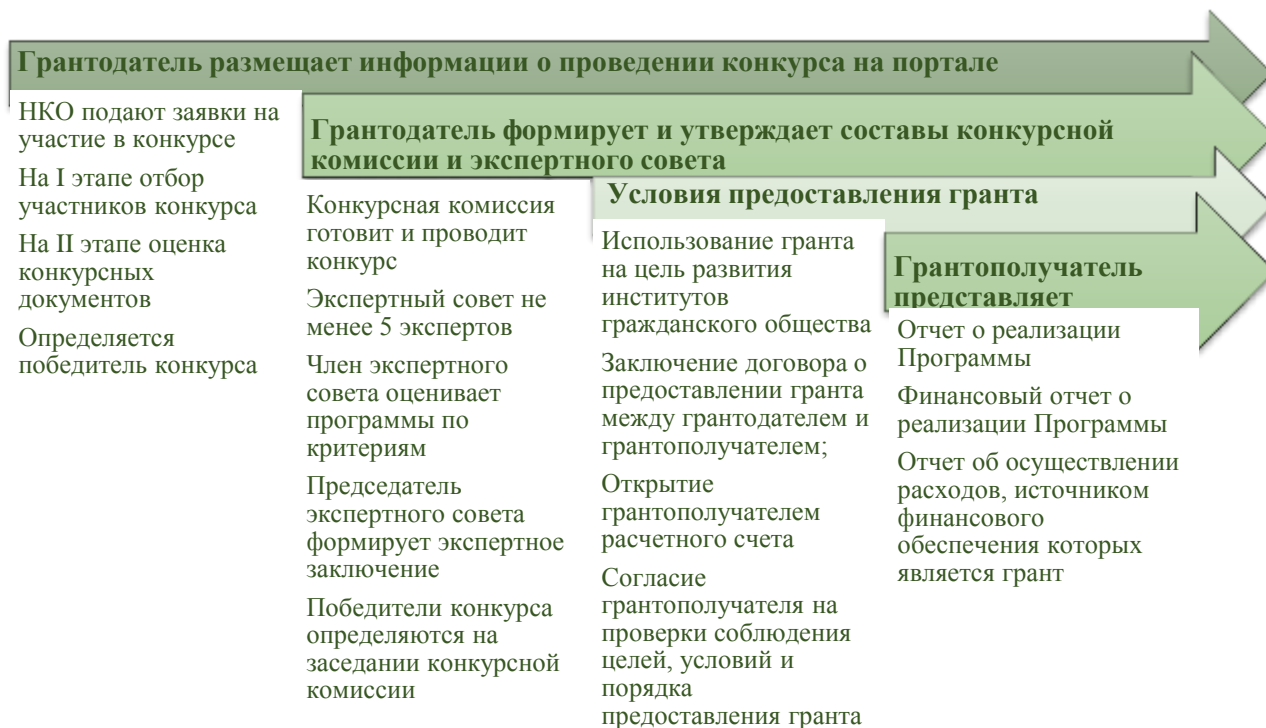 Грантодатель размещает информации о проведении конкурса на портале
НКО подают заявки на
участие в конкурсе
На I этапе отбор
участников конкурса
На II этапе оценка
конкурсных
документов
Определяется
победитель конкурса
Грантодатель формирует и утверждает составы конкурсной
комиссии и экспертного совета
Конкурсная комиссия
готовит и проводит
конкурс
Экспертный совет не
менее 5 экспертов
Член экспертного
совета оценивает
программы по
критериям
Председатель
экспертного совета
формирует экспертное
заключение
Победители конкурса
определяются на
заседании конкурсной
комиссии
Условия предоставления гранта
Использование гранта
на цель развития
институтов
гражданского общества
Заключение договора о
предоставлении гранта
между грантодателем и
грантополучателем;
Открытие
грантополучателем
расчетного счета
Согласие
грантополучателя на
проверки соблюдения
целей, условий и
порядка
предоставления гранта
Грантополучатель
представляет
Отчет о реализации
Программы
Финансовый отчет о
реализации Программы
Отчет об осуществлении
расходов, источником
финансового
обеспечения которых
является грант